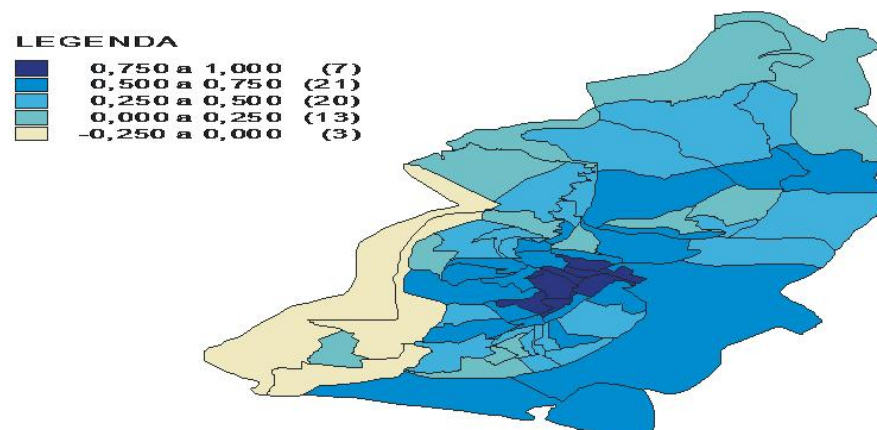 LEGENDA
0,750 a 1,000 (7)
0,500 a 0,750 (21)
0,250 a 0,500 (20)
0,000 a 0,250 (13)
-0,250 a 0,000 (3)